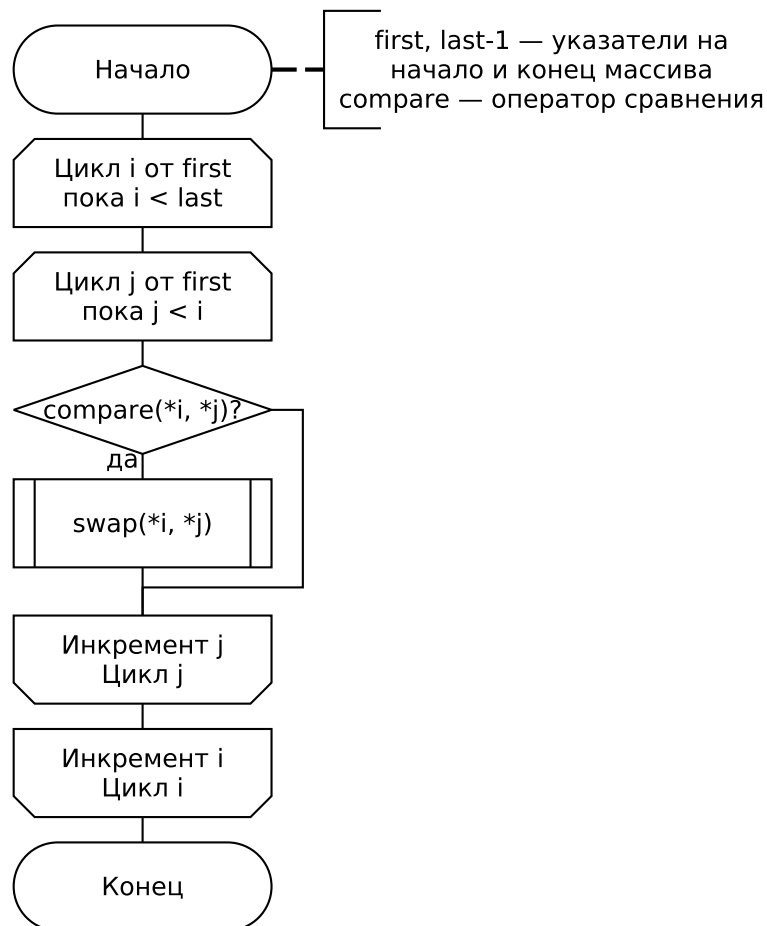 Начало
first, last-1 — указатели на
начало и конец массива
compare — оператор сравнения
Цикл i от first
пока i < last
Цикл j от first
пока j < i
compare(*i, *j)?
да
swap(*i, *j)
Инкремент j
Цикл j
Инкремент i
Цикл i
Конец